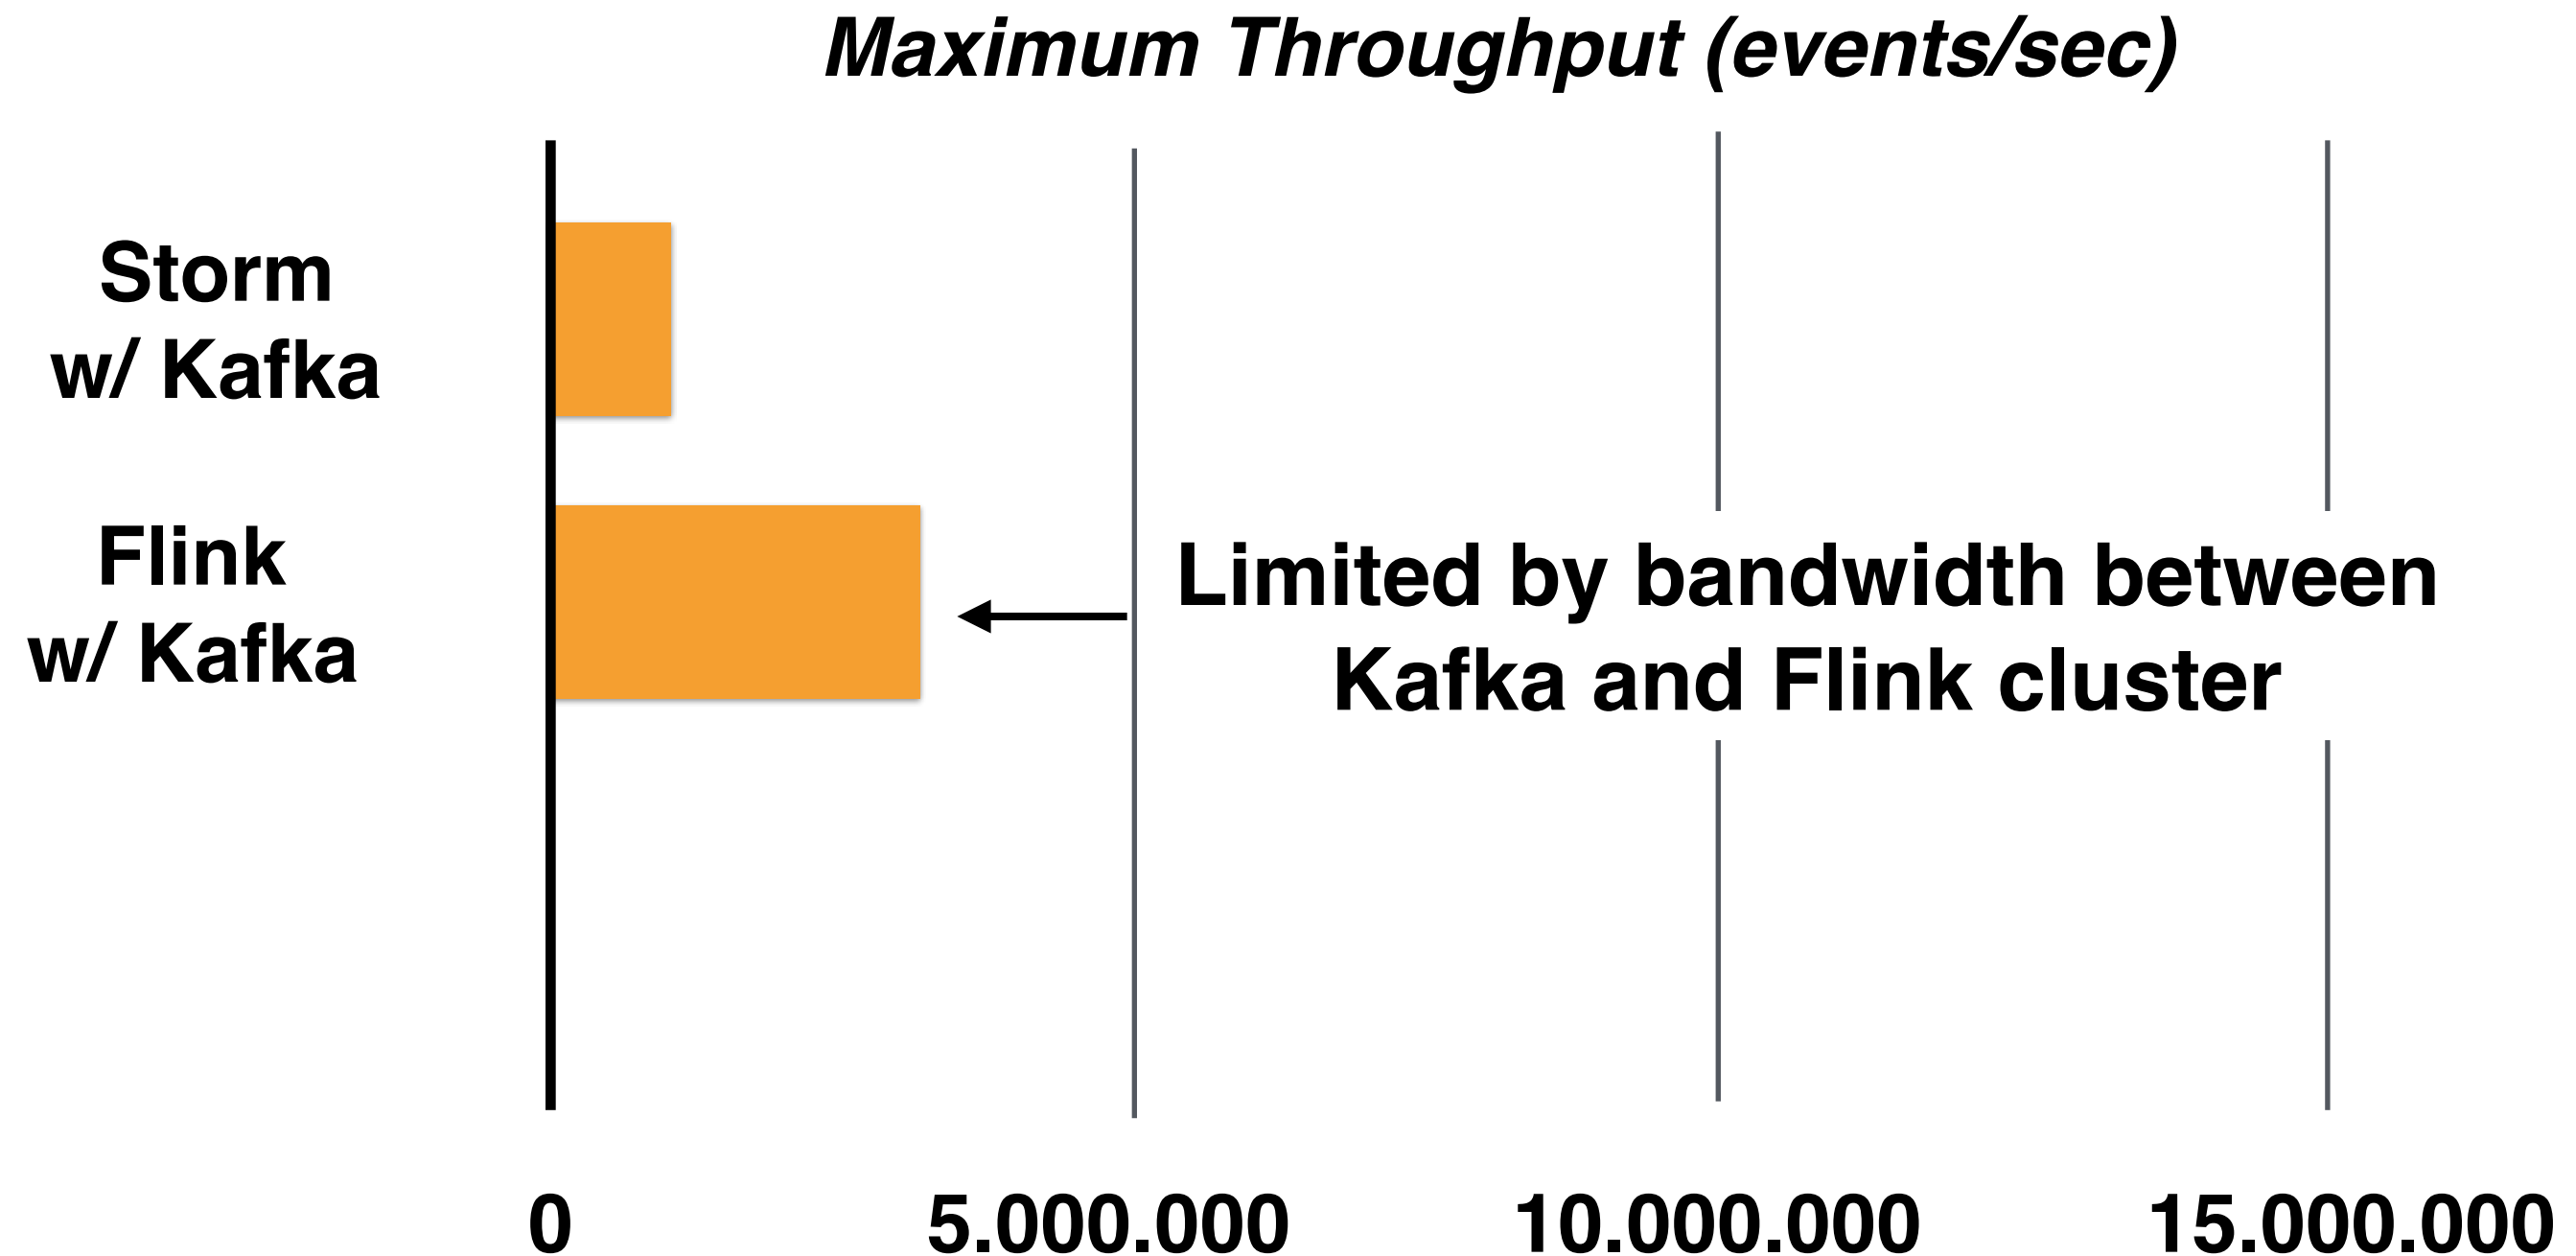 Maximum Throughput (events/sec)
Storm
w/ Kafka
Flink
w/ Kafka
Limited by bandwidth between
Kafka and Flink cluster
0
5.000.000
10.000.000
15.000.000